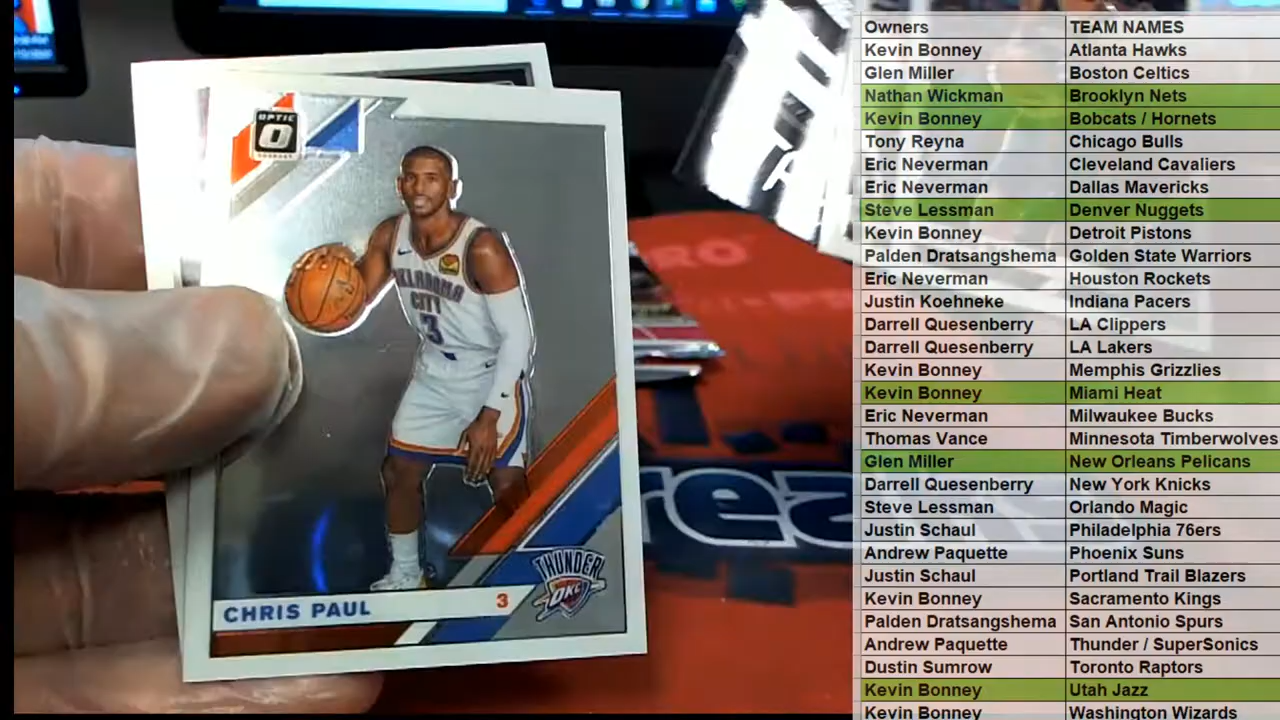 OPTIC
OKLAHOMA
CITY
3
THUNDER
OKC
CHRIS PAUL 3
rea
Owners TEAM NAMES
Kevin Bonney Atlanta Hawks
Glen Miller Boston Celtics
Nathan Wickman Brooklyn Nets
Kevin Bonney Bobcats / Hornets
Tony Reyna Chicago Bulls
Eric Neverman Cleveland Cavaliers
Eric Neverman Dallas Mavericks
Steve Lessman Denver Nuggets
Kevin Bonney Detroit Pistons
Palden Dratsangshema Golden State Warriors
Eric Neverman Houston Rockets
Justin Koehneke Indiana Pacers
Darrell Quesenberry LA Clippers
Darrell Quesenberry LA Lakers
Kevin Bonney Memphis Grizzlies
Kevin Bonney Miami Heat
Eric Neverman Milwaukee Bucks
Thomas Vance Minnesota Timberwolves
Glen Miller New Orleans Pelicans
Darrell Quesenberry New York Knicks
Steve Lessman Orlando Magic
Justin Schaul Philadelphia 76ers
Andrew Paquette Phoenix Suns
Justin Schaul Portland Trail Blazers
Kevin Bonney Sacramento Kings
Palden Dratsangshema San Antonio Spurs
Andrew Paquette Thunder / SuperSonics
Dustin Sumrow Toronto Raptors
Kevin Bonney Utah Jazz
Kevin Bonney Washington Wizards